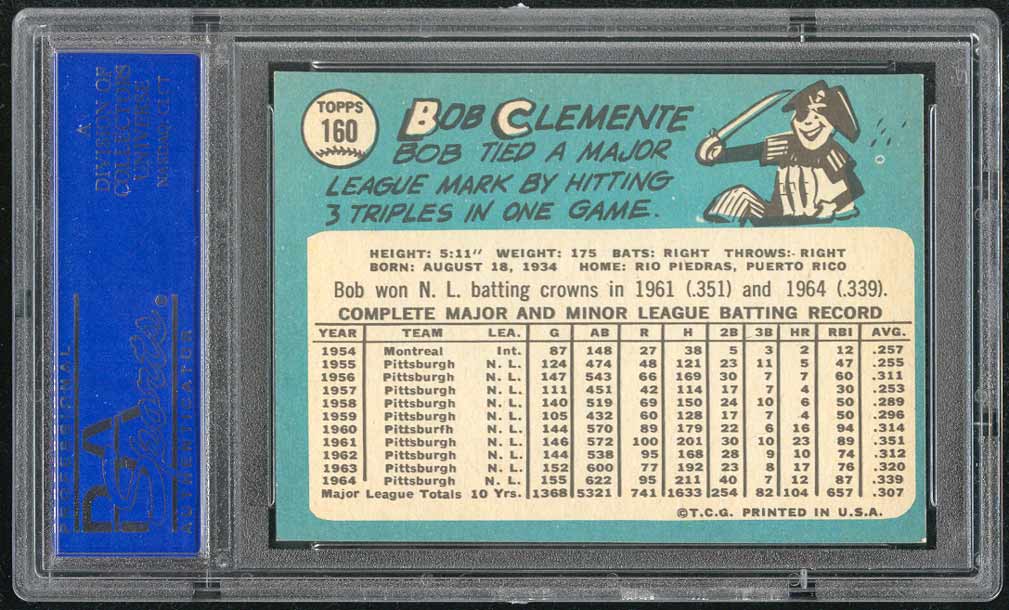 A
DIVISION OF
COLLECTORS
UNIVERSE
NASDAQ: CLCT
PROFESSIONAL
PSA
Sports
AUTHENTICATOR
TOPPS
160
BOB CLEMENTE
BOB TIED A MAJOR
LEAGUE MARK BY HITTING
3 TRIPLES IN ONE GAME.
HEIGHT: 5:11" WEIGHT: 175 BATS: RIGHT THROWS: RIGHT
BORN: AUGUST 18, 1934 HOME: RIO PIEDRAS, PUERTO RICO
Bob won N. L. batting crowns in 1961 (.351) and 1964 (.339).
COMPLETE MAJOR AND MINOR LEAGUE BATTING RECORD
YEAR TEAM LEA. G AB R H 2B 3B HR RBI AVG.
1954 Montreal Int. 87 148 27 38 5 3 2 12 .257
1955 Pittsburgh N. L. 124 474 48 121 23 11 5 47 .255
1956 Pittsburgh N. L. 147 543 66 169 30 7 7 60 .311
1957 Pittsburgh N. L. 111 451 42 114 17 7 4 30 .253
1958 Pittsburgh N. L. 140 519 69 150 24 10 6 50 .289
1959 Pittsburgh N. L. 105 432 60 128 17 7 4 50 .296
1960 Pittsburfh N. L. 144 570 89 179 22 6 16 94 .314
1961 Pittsburgh N. L. 146 572 100 201 30 10 23 89 .351
1962 Pittsburgh N. L. 144 538 95 168 28 9 10 74 .312
1963 Pittsburgh N. L. 152 600 77 192 23 8 17 76 .320
1964 Pittsburgh N. L. 155 622 95 211 40 7 12 87 .339
Major League Totals 10 Yrs. 1368 5321 741 1633 254 82 104 657 .307
©T.C.G. PRINTED IN U.S.A.